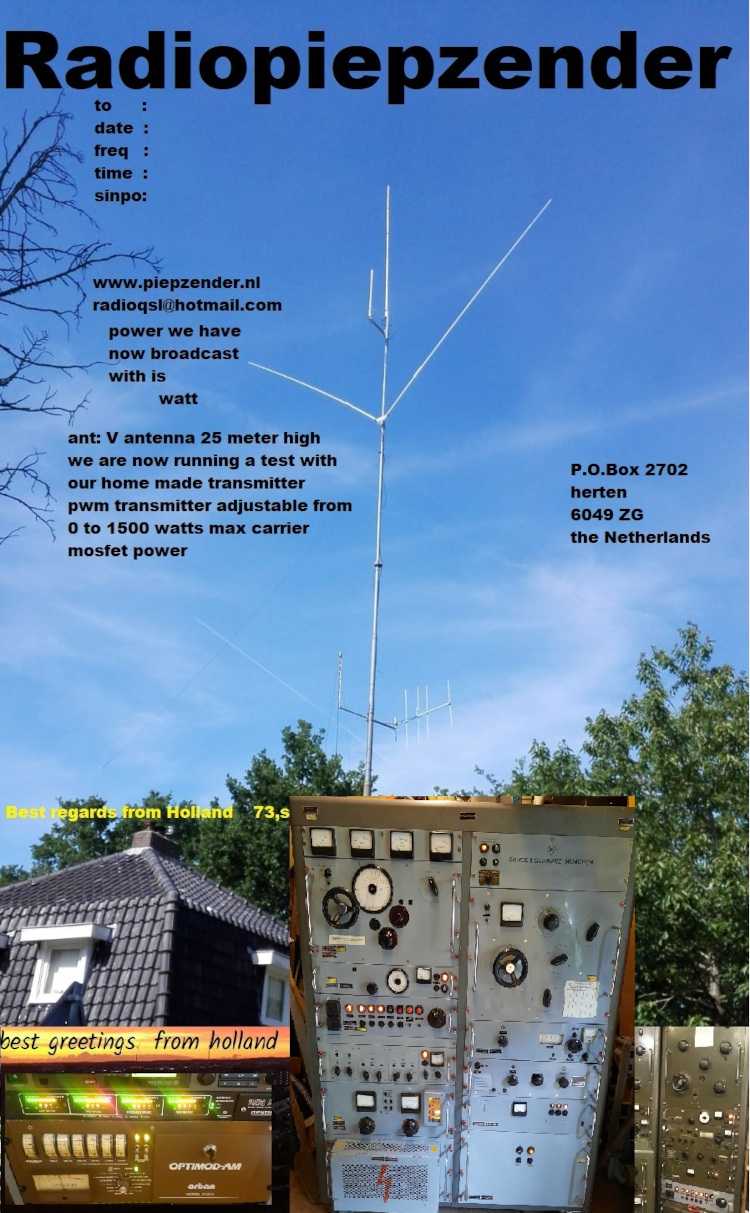 Radiopiepzender
to :
date :
freq :
time :
sinpo:
www.piepzender.nl
radioqsl@hotmail.com
power we have
now broadcast
with is
watt
ant: V antenna 25 meter high
we are now running a test with
our home made transmitter
pwm transmitter adjustable from
0 to 1500 watts max carrier
mosfet power
P.O.Box 2702
herten
6049 ZG
the Netherlands
Best regards from Holland 73,s
best greetings from holland
OPTIMOD-AM
orban